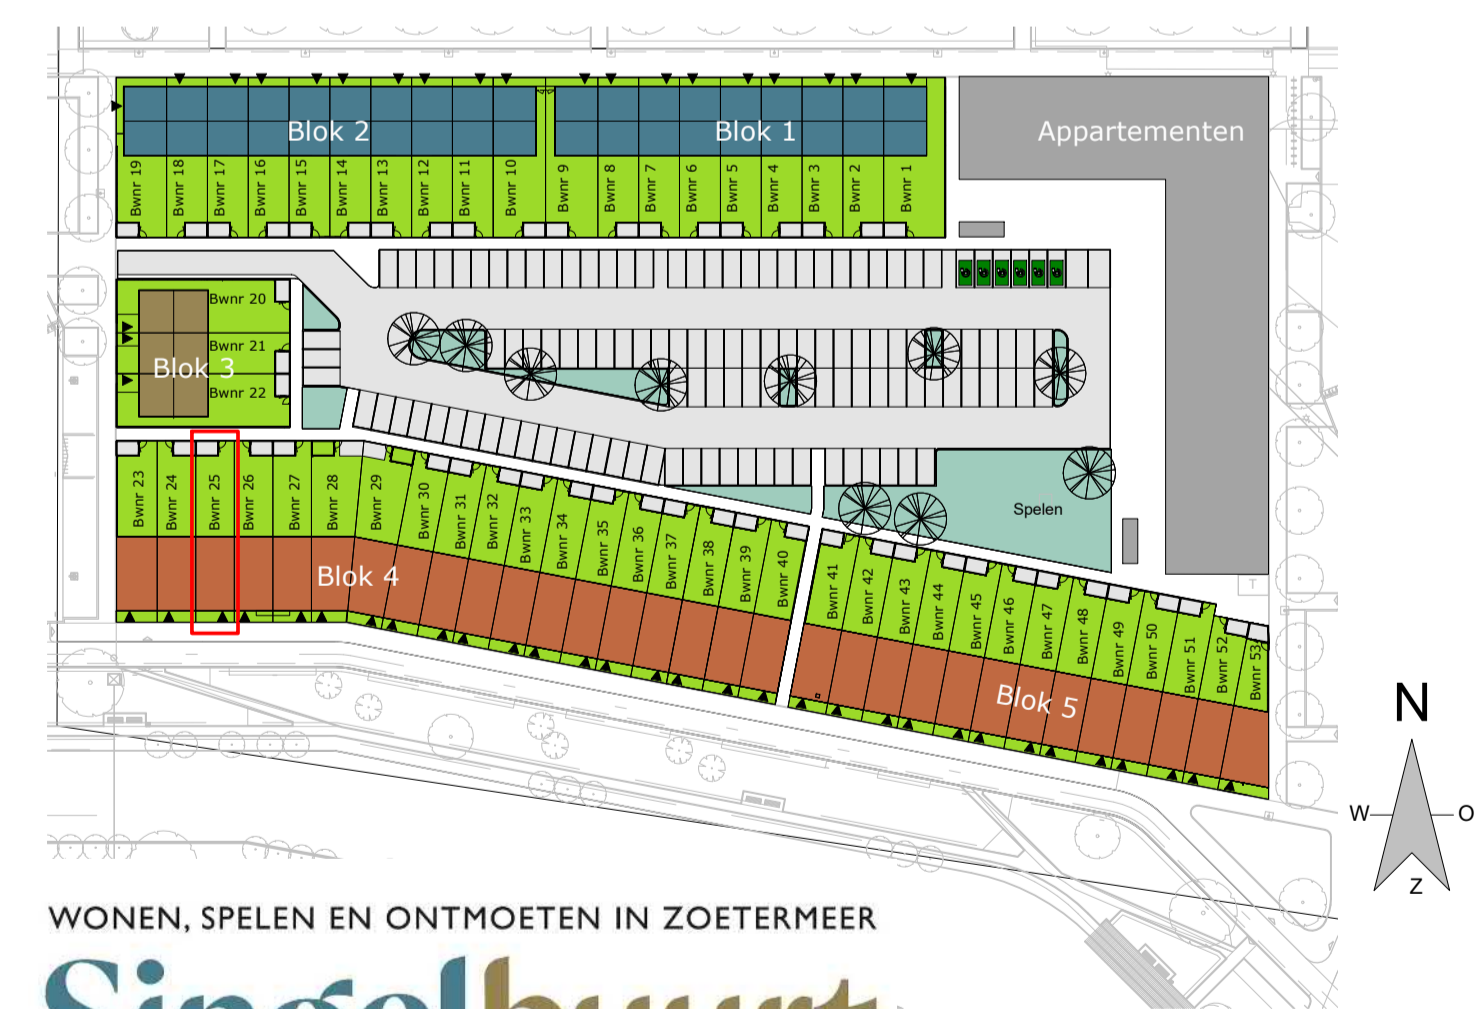 Blok 2
Blok 1
Appartementen
Bwnr 19
Bwnr 18
Bwnr 17
Bwnr 16
Bwnr 15
Bwnr 14
Bwnr 13
Bwnr 12
Bwnr 11
Bwnr 10
Bwnr 9
Bwnr 8
Bwnr 7
Bwnr 6
Bwnr 5
Bwnr 4
Bwnr 3
Bwnr 2
Bwnr 1
Bwnr 20
Bwnr 21
Blok 3
Bwnr 22
Bwnr 23
Bwnr 24
Bwnr 25
Bwnr 26
Bwnr 27
Bwnr 28
Bwnr 29
Bwnr 30
Bwnr 31
Bwnr 32
Bwnr 33
Bwnr 34
Bwnr 35
Bwnr 36
Bwnr 37
Bwnr 38
Bwnr 39
Bwnr 40
Spelen
Blok 4
Bwnr 41
Bwnr 42
Bwnr 43
Bwnr 44
Bwnr 45
Bwnr 46
Bwnr 47
Bwnr 48
Bwnr 49
Bwnr 50
Bwnr 51
Bwnr 52
Bwnr 53
T
Blok 5
N
W
O
Z
WONEN, SPELEN EN ONTMOETEN IN ZOETERMEER
Singelbuurt